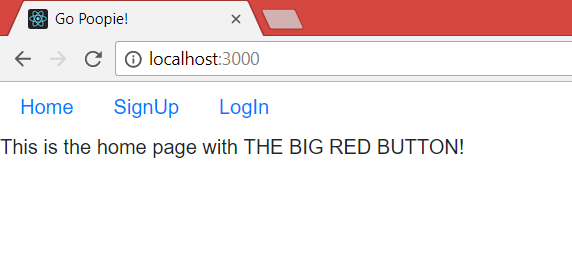 Go Poopie!
localhost:3000
Home SignUp LogIn
This is the home page with THE BIG RED BUTTON!